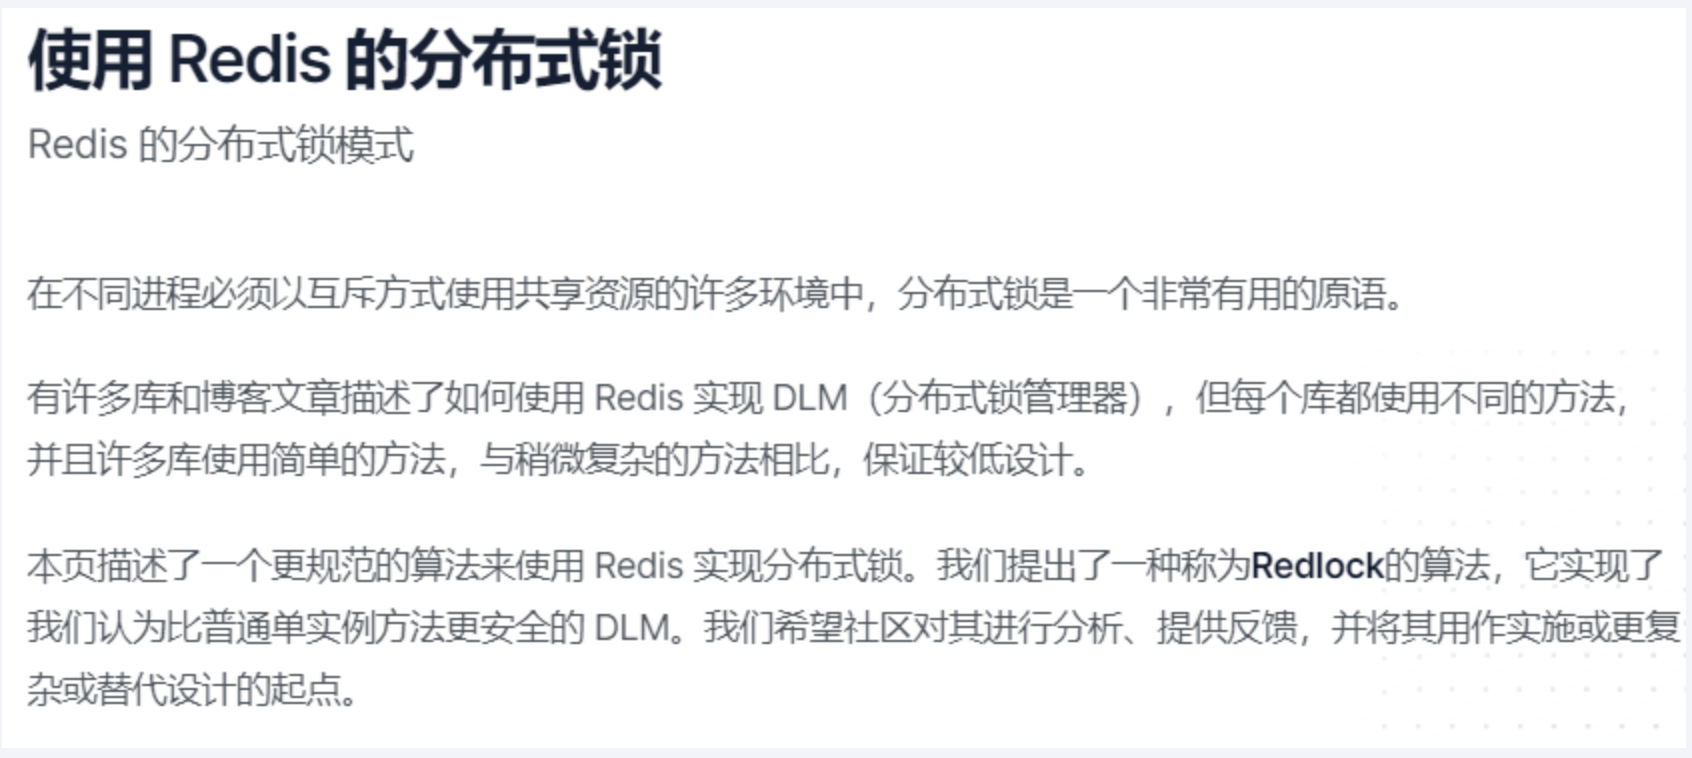 使用 Redis 的分布式锁
Redis 的分布式锁模式
在不同进程必须以互斥方式使用共享资源的许多环境中，分布式锁是一个非常有用的原语。
有许多库和博客文章描述了如何使用 Redis 实现 DLM（分布式锁管理器），但每个库都使用不同的方法，
并且许多库使用简单的方法，与稍微复杂的方法相比，保证较低设计。
本页描述了一个更规范的算法来使用 Redis 实现分布式锁。我们提出了一种称为Redlock的算法，它实现了
我们认为比普通单实例方法更安全的 DLM。我们希望社区对其进行分析、提供反馈，并将其用作实施或更复
杂或替代设计的起点。